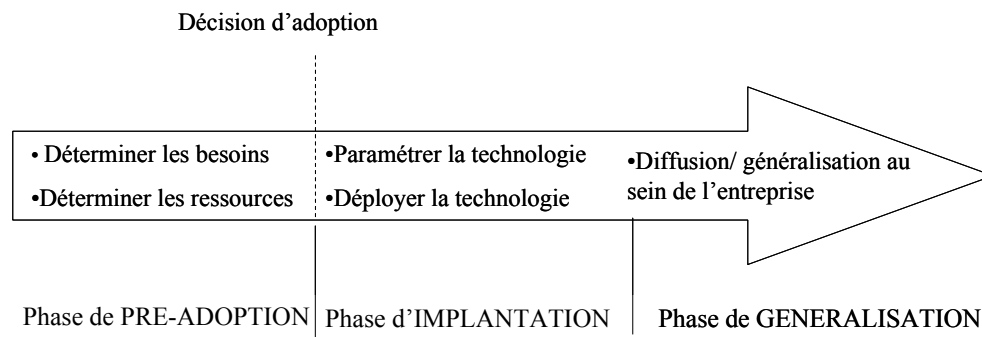 Décision d’adoption
• Déterminer les besoins
•Déterminer les ressources
•Paramétrer la technologie
•Déployer la technologie
•Diffusion/ généralisation au
sein de l’entreprise
Phase de PRE-ADOPTION
Phase d’IMPLANTATION
Phase de GENERALISATION